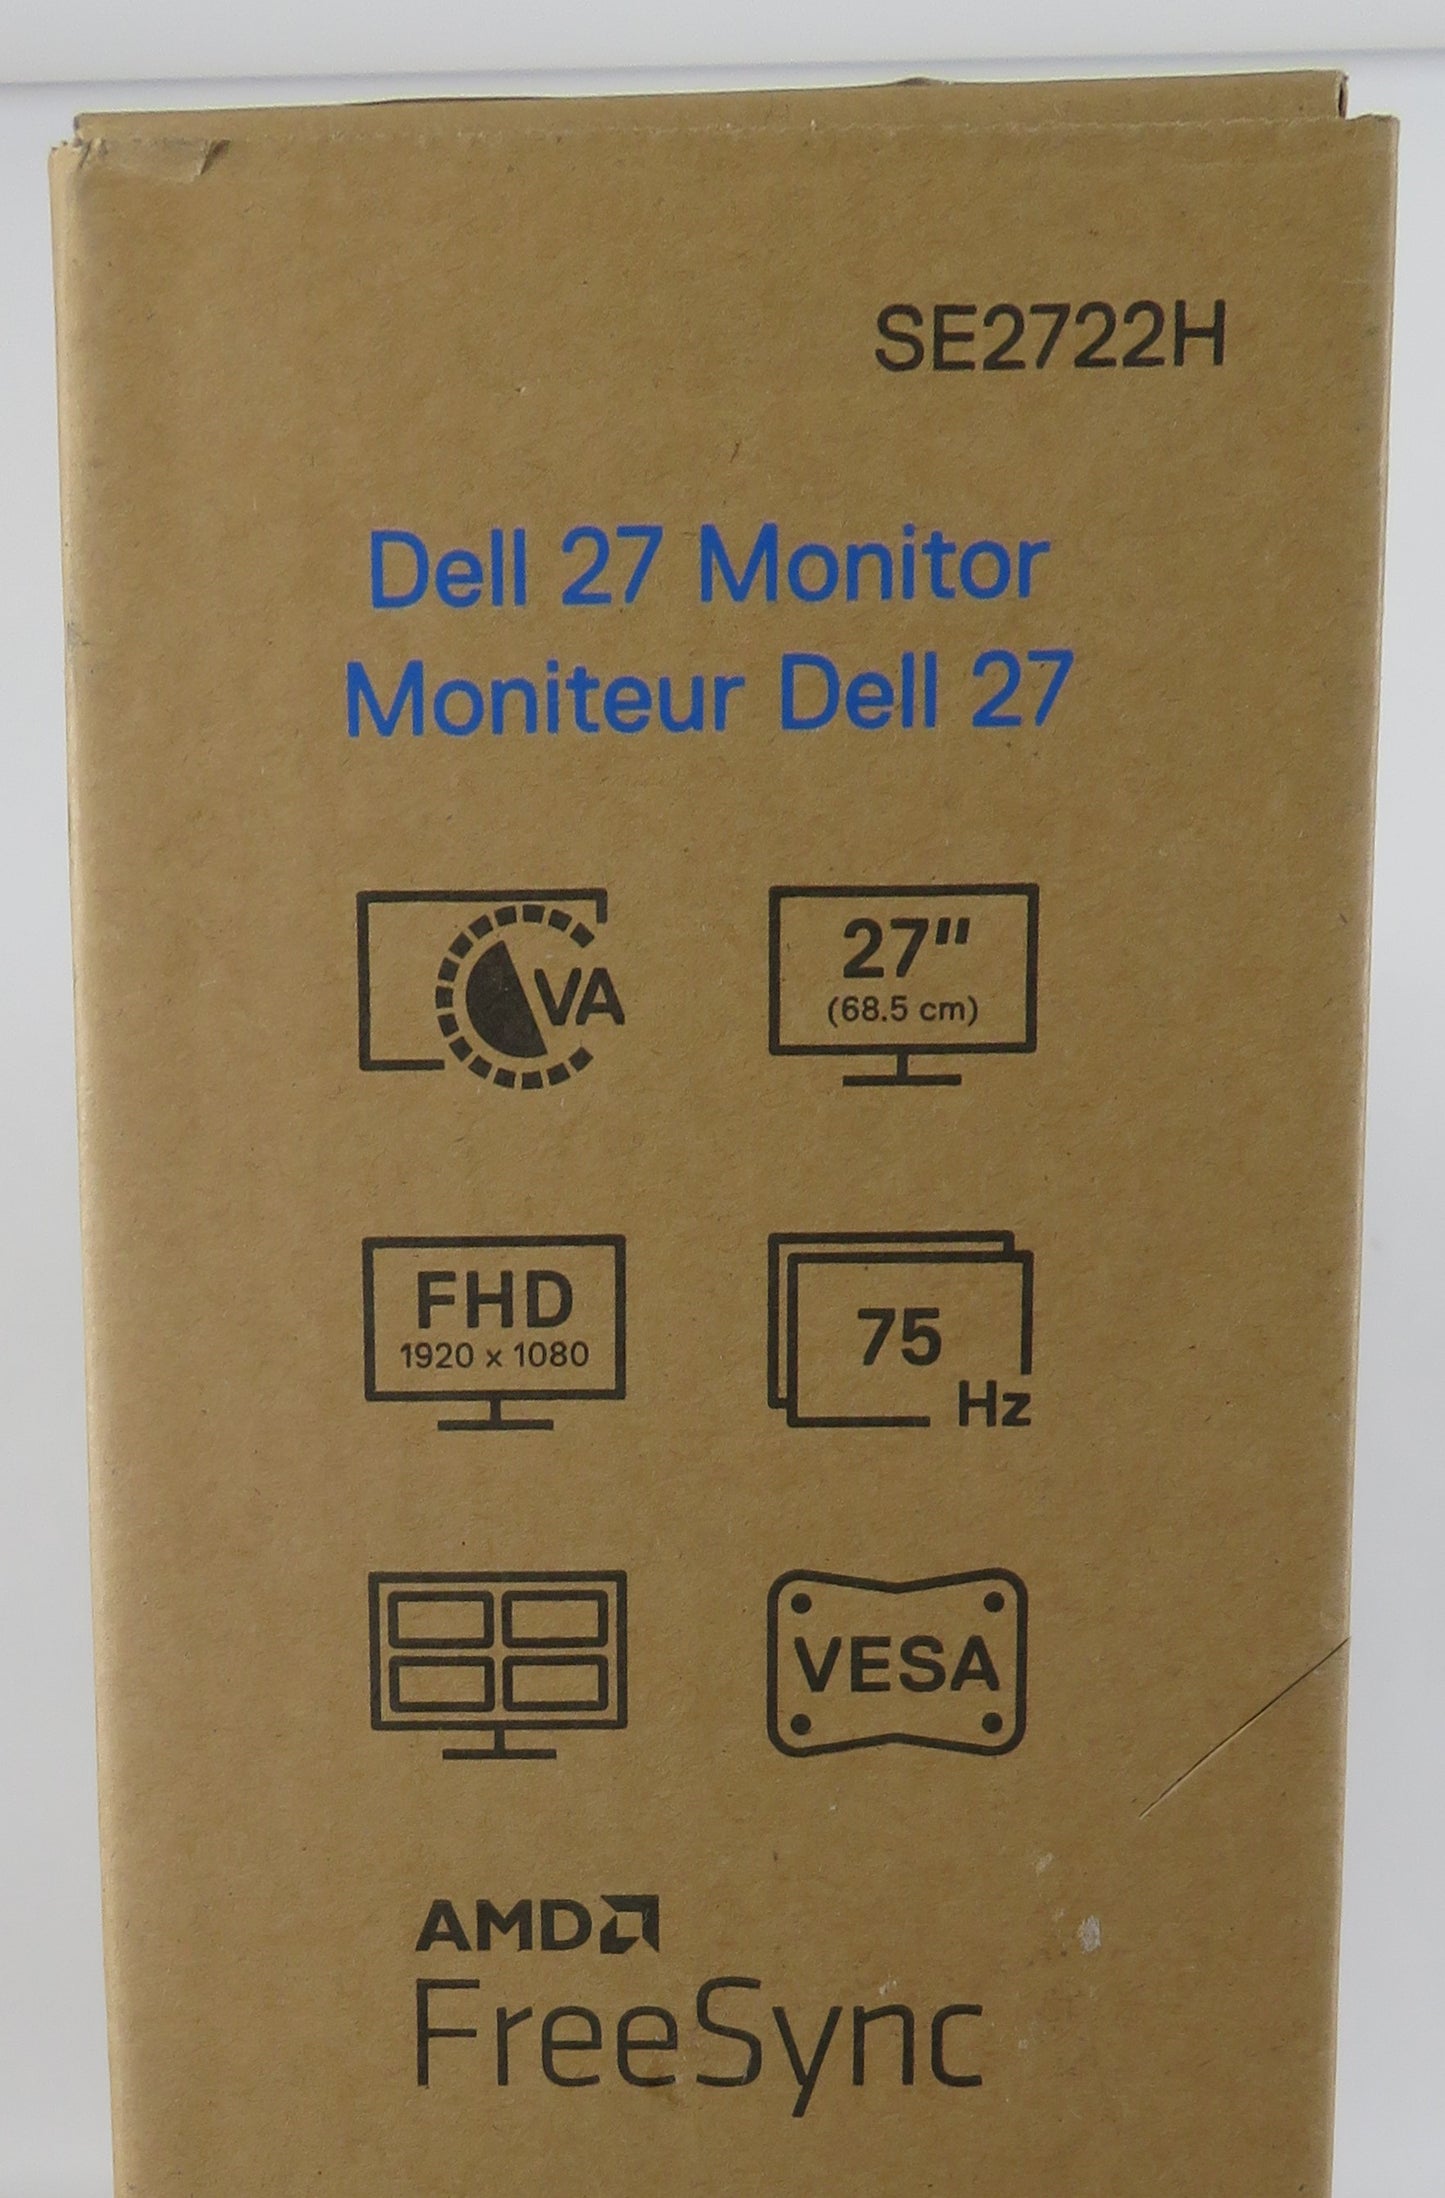 SE2722H
Dell 27 Monitor
Moniteur Dell 27
VA
27"
(68.5 cm)
FHD
1920 x 1080
75
Hz
VESA
AMD
FreeSync